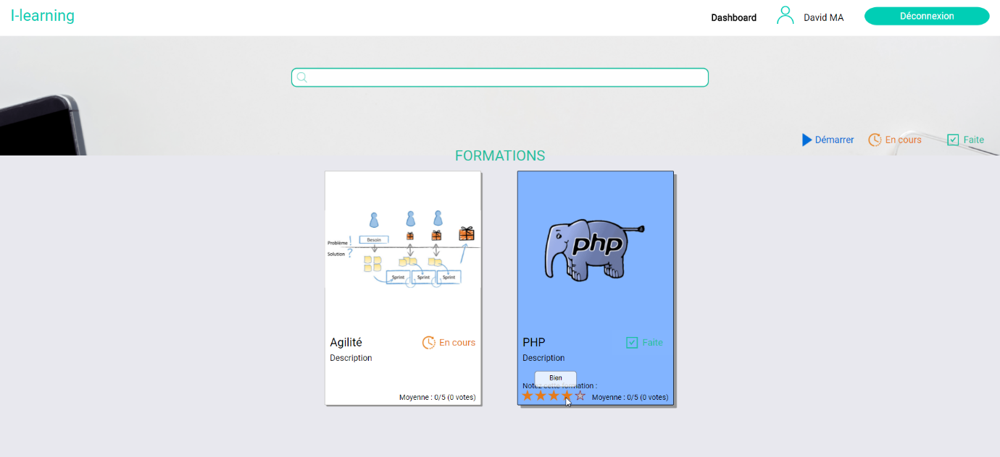 I-learning
Dashboard
David MA
Déconnexion
Démarrer
En cours
Faite
FORMATIONS
Problème !
Besoin
Solution ?
Sprint
Sprint
Sprint
php
Agilité
En cours
Description
Moyenne : 0/5 (0 votes)
PHP
Faite
Description
Bien
Notez cette formation :
Moyenne : 0/5 (0 votes)